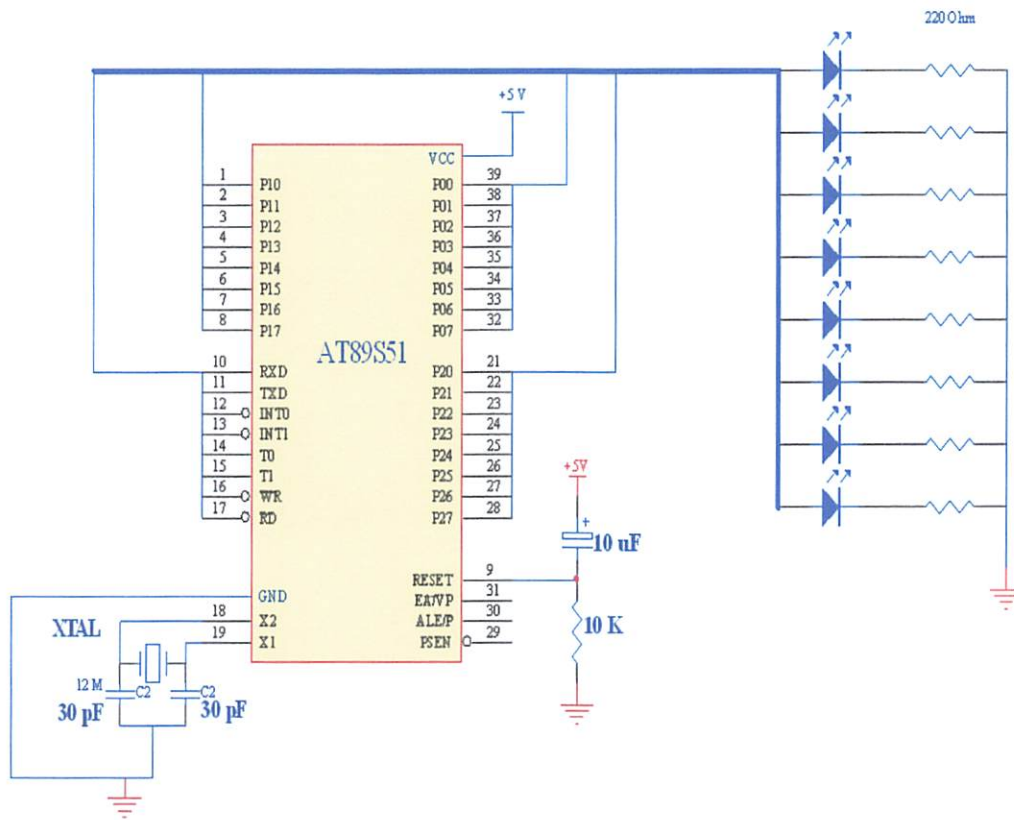 220 Ohm
+5 V
VCC
1 P10 P00 39
2 P11 P01 38
3 P12 P02 37
4 P13 P03 36
5 P14 P04 35
6 P15 P05 34
7 P16 P06 33
8 P17 P07 32
AT89S51
10 RXD P20 21
11 TXD P21 22
12 INT0 P22 23
13 INT1 P23 24
14 T0 P24 25
15 T1 P25 26
16 WR P26 27
17 RD P27 28
+5V
+
10 uF
RESET 9
EA/VP 31
ALE/P 30
PSEN 29
10 K
GND
18 X2
19 X1
XTAL
12 M C2 C2
30 pF 30 pF